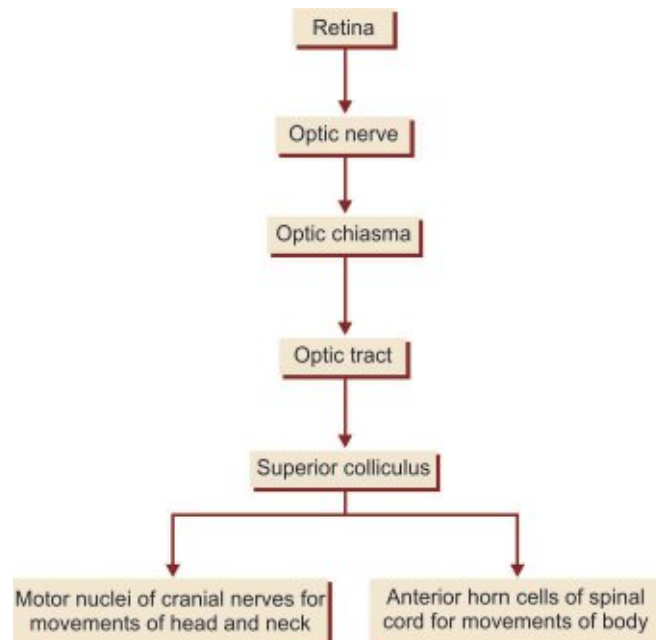 Retina
Optic nerve
Optic chiasma
Optic tract
Superior colliculus
Motor nuclei of cranial nerves for
movements of head and neck
Anterior horn cells of spinal
cord for movements of body